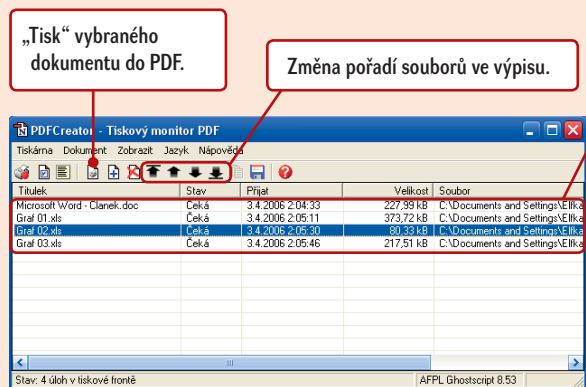 „Tisk“ vybraného
dokumentu do PDF.
Změna pořadí souborů ve výpisu.
PDFCreator - Tiskový monitor PDF
Tiskárna Dokument Zobrazit Jazyk Nápověda
Titulek Stav Přijat Velikost Soubor
Microsoft Word - Clanek.doc Čeká 3.4.2006 2:04:33 227,99 kB C:\Documents and Settings\Elfka
Graf 01.xls Čeká 3.4.2006 2:05:11 373,72 kB C:\Documents and Settings\Elfka
Graf 02.xls Čeká 3.4.2006 2:05:30 80,33 kB C:\Documents and Settings\Elfka
Graf 03.xls Čeká 3.4.2006 2:05:46 217,51 kB C:\Documents and Settings\Elfka
Stav: 4 úloh v tiskové frontě AFPL Ghostscript 8.53